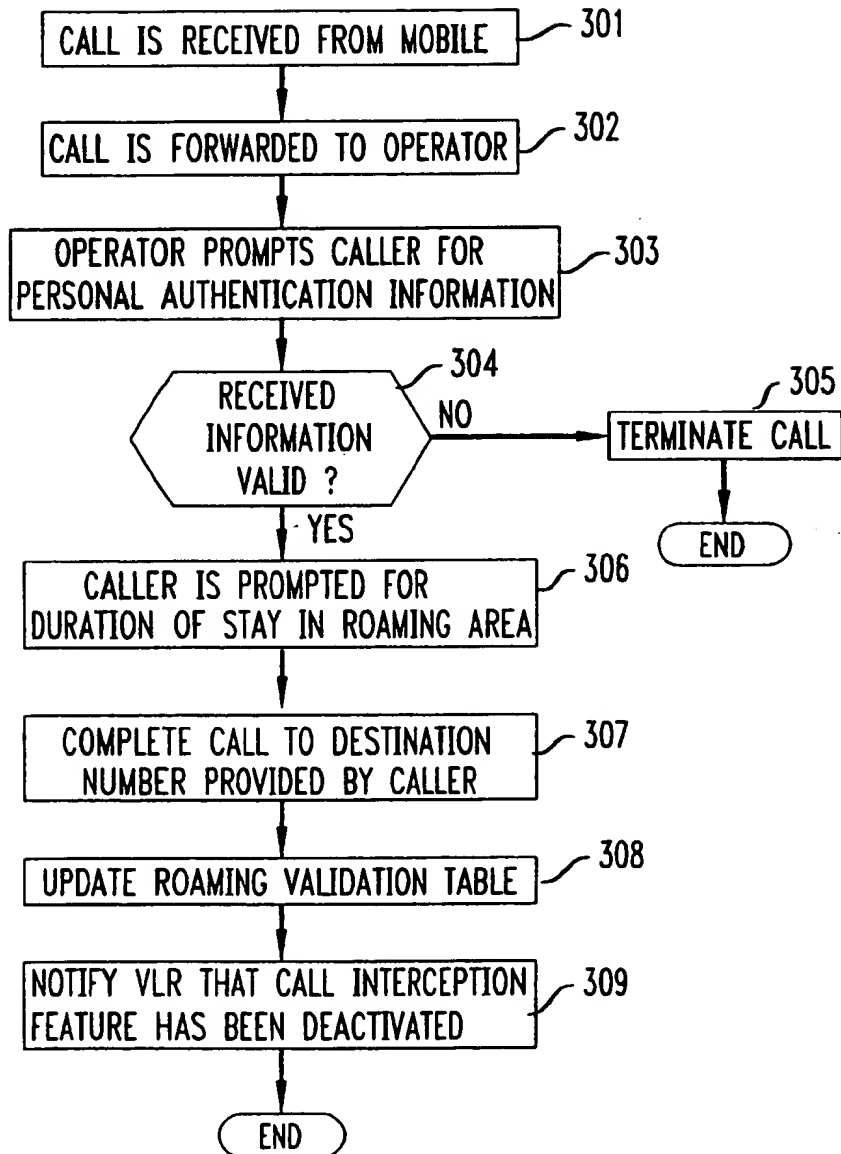 CALL IS RECEIVED FROM MOBILE
301
CALL IS FORWARDED TO OPERATOR
302
OPERATOR PROMPTS CALLER FOR
PERSONAL AUTHENTICATION INFORMATION
303
RECEIVED
INFORMATION
VALID ?
304
NO
305
TERMINATE CALL
END
YES
CALLER IS PROMPTED FOR
DURATION OF STAY IN ROAMING AREA
306
COMPLETE CALL TO DESTINATION
NUMBER PROVIDED BY CALLER
307
UPDATE ROAMING VALIDATION TABLE
308
NOTIFY VLR THAT CALL INTERCEPTION
FEATURE HAS BEEN DEACTIVATED
309
END